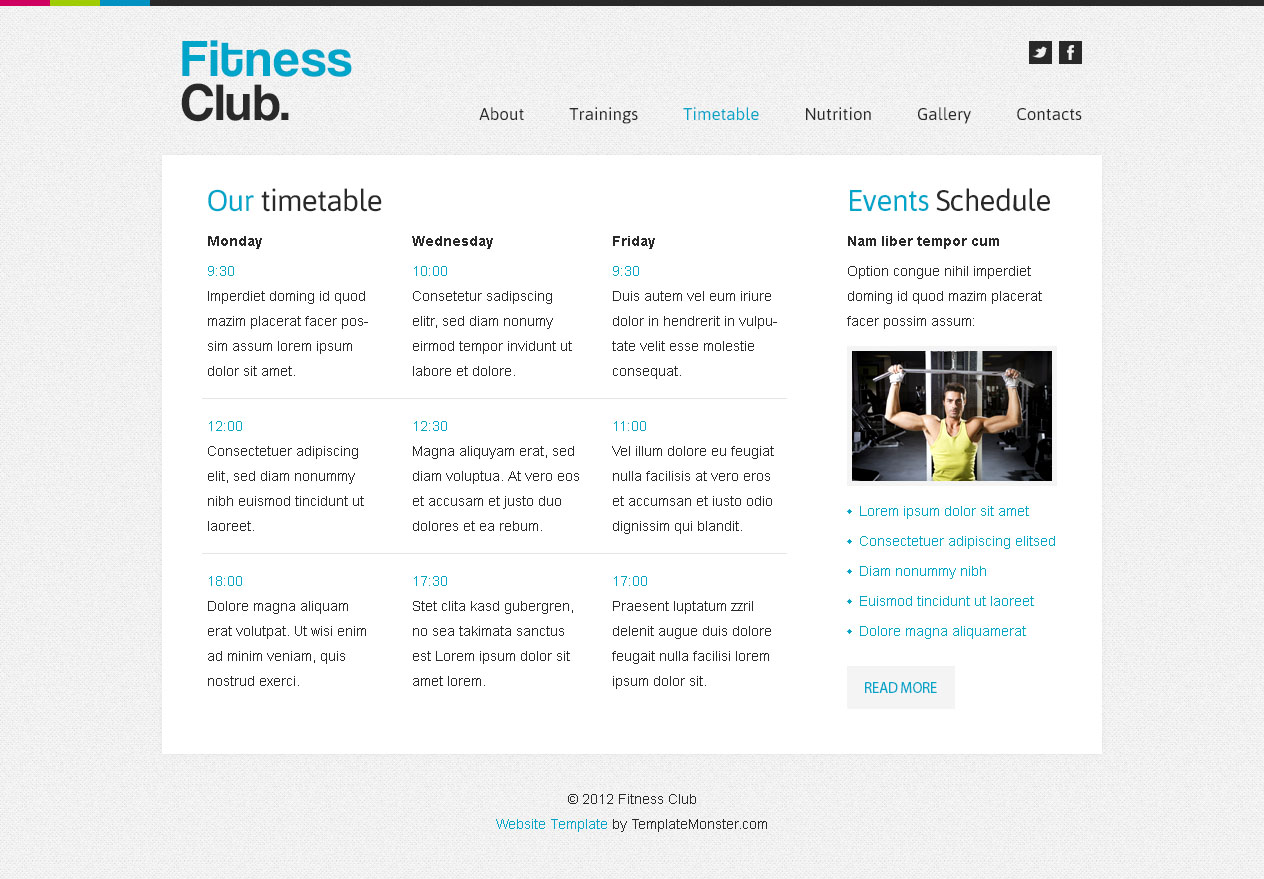 Fitness
Club.
About Trainings Timetable Nutrition Gallery Contacts
Our timetable
Monday
9:30
Imperdiet doming id quod
mazim placerat facer pos-
sim assum lorem ipsum
dolor sit amet.
12:00
Consectetuer adipiscing
elit, sed diam nonummy
nibh euismod tincidunt ut
laoreet.
18:00
Dolore magna aliquam
erat volutpat. Ut wisi enim
ad minim veniam, quis
nostrud exerci.
Wednesday
10:00
Consetetur sadipscing
elitr, sed diam nonumy
eirmod tempor invidunt ut
labore et dolore.
12:30
Magna aliquyam erat, sed
diam voluptua. At vero eos
et accusam et justo duo
dolores et ea rebum.
17:30
Stet clita kasd gubergren,
no sea takimata sanctus
est Lorem ipsum dolor sit
amet lorem.
Friday
9:30
Duis autem vel eum iriure
dolor in hendrerit in vulpu-
tate velit esse molestie
consequat.
11:00
Vel illum dolore eu feugiat
nulla facilisis at vero eros
et accumsan et iusto odio
dignissim qui blandit.
17:00
Praesent luptatum zzril
delenit augue duis dolore
feugait nulla facilisi lorem
ipsum dolor sit.
Events Schedule
Nam liber tempor cum
Option congue nihil imperdiet
doming id quod mazim placerat
facer possim assum:
Lorem ipsum dolor sit amet
Consectetuer adipiscing elitsed
Diam nonummy nibh
Euismod tincidunt ut laoreet
Dolore magna aliquamerat
READ MORE
© 2012 Fitness Club
Website Template by TemplateMonster.com